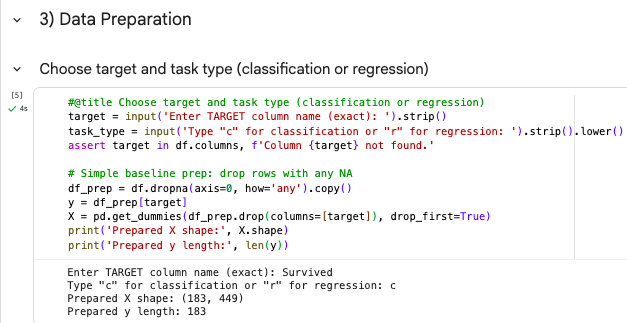 3) Data Preparation
Choose target and task type (classification or regression)
[5]
4s
#@title Choose target and task type (classification or regression)
target = input('Enter TARGET column name (exact): ').strip()
task_type = input('Type "c" for classification or "r" for regression: ').strip().lower()
assert target in df.columns, f'Column {target} not found.'
# Simple baseline prep: drop rows with any NA
df_prep = df.dropna(axis=0, how='any').copy()
y = df_prep[target]
X = pd.get_dummies(df_prep.drop(columns=[target]), drop_first=True)
print('Prepared X shape:', X.shape)
print('Prepared y length:', len(y))
Enter TARGET column name (exact): Survived
Type "c" for classification or "r" for regression: c
Prepared X shape: (183, 449)
Prepared y length: 183